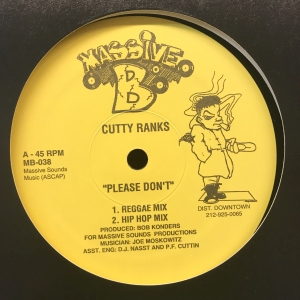 MASSIVE
B
D
D
CUTTY RANKS
A - 45 RPM
MB-038
Massive Sounds
Music (ASCAP)
"PLEASE DON'T"
1. REGGAE MIX
2. HIP HOP MIX
DIST. DOWNTOWN
212-925-0065
PRODUCED: BOB KONDERS
FOR MASSIVE SOUNDS PRODUCTIONS
MUSICIAN: JOE MOSKOWITZ
ASST. ENG: D.J. NASST and P.F. CUTTIN